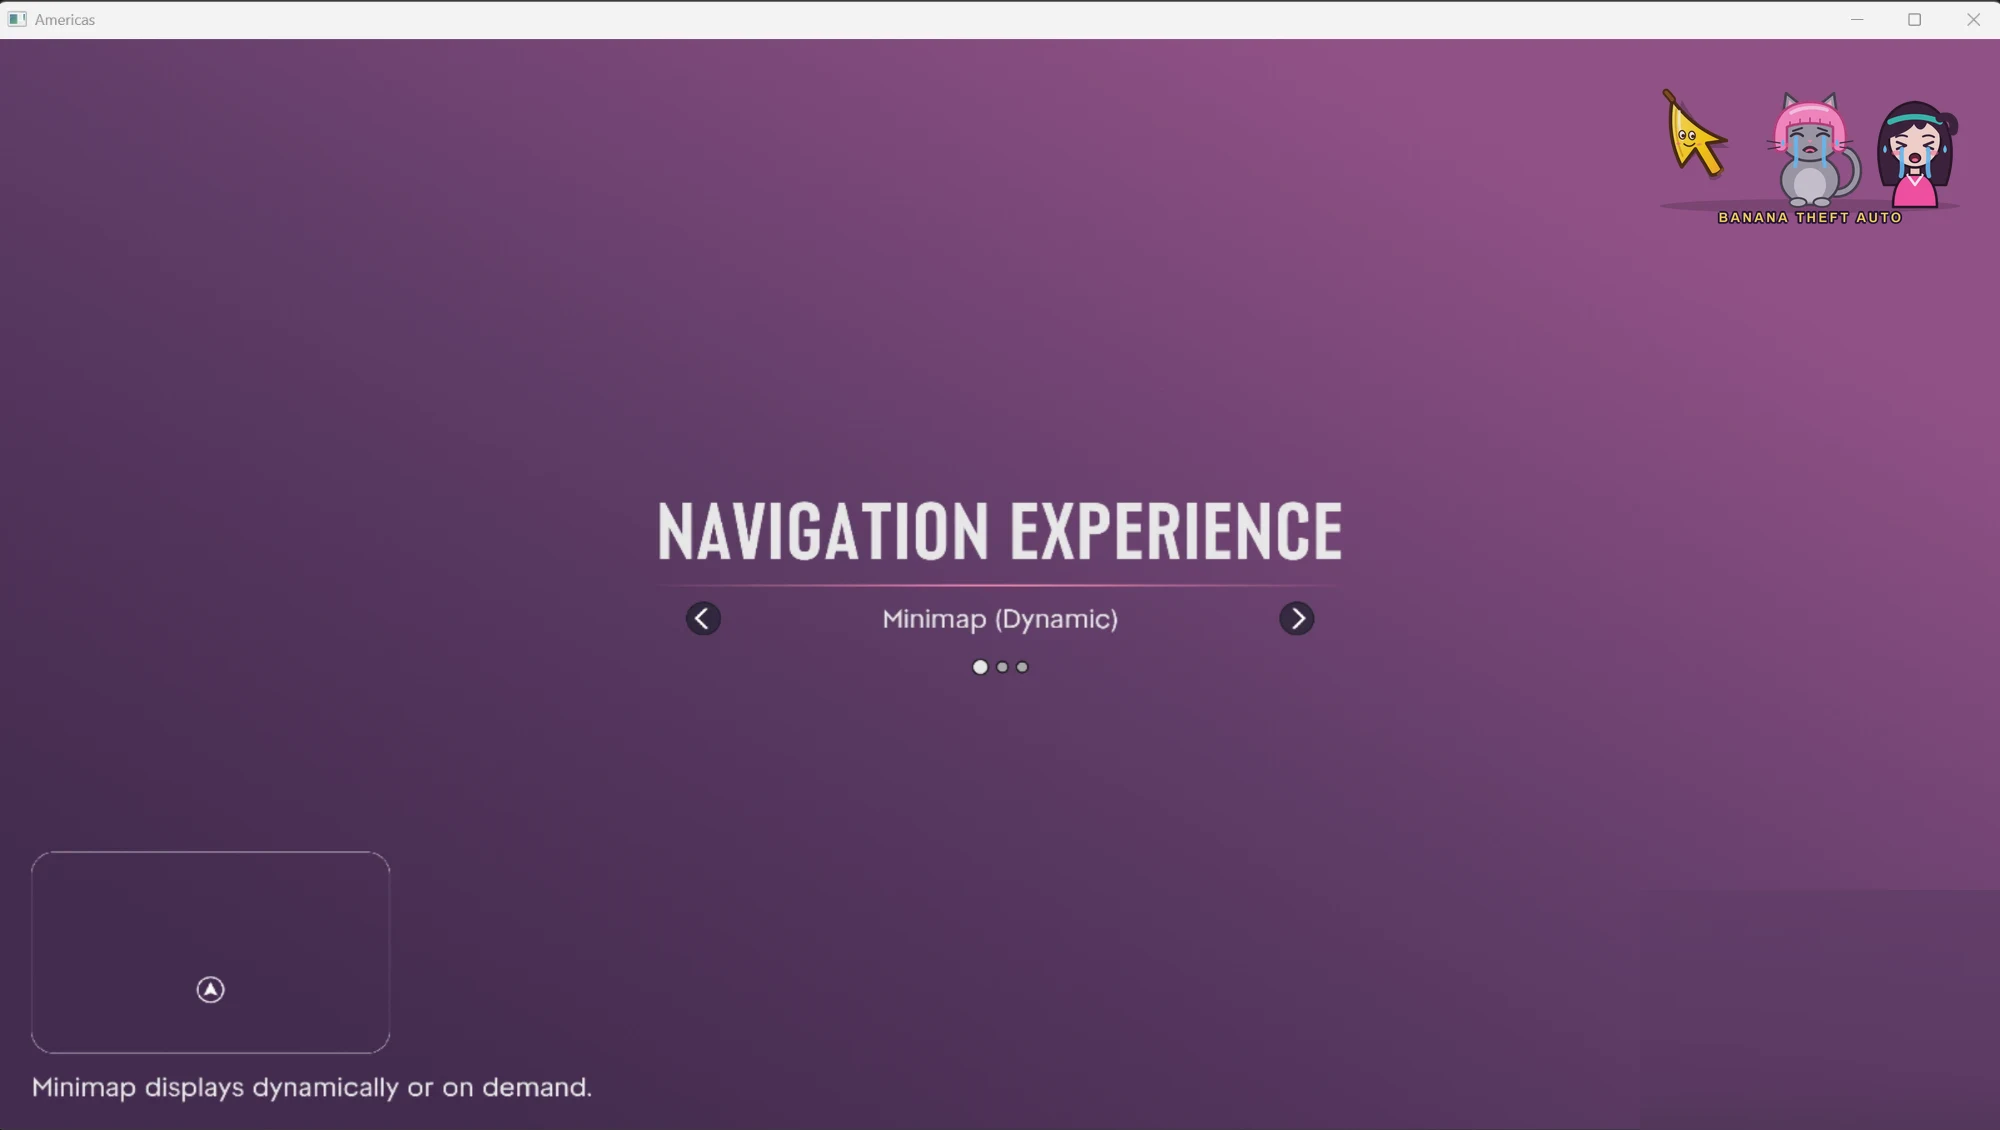 Americas
BANANA THEFT AUTO
NAVIGATION EXPERIENCE
Minimap (Dynamic)
Minimap displays dynamically or on demand.